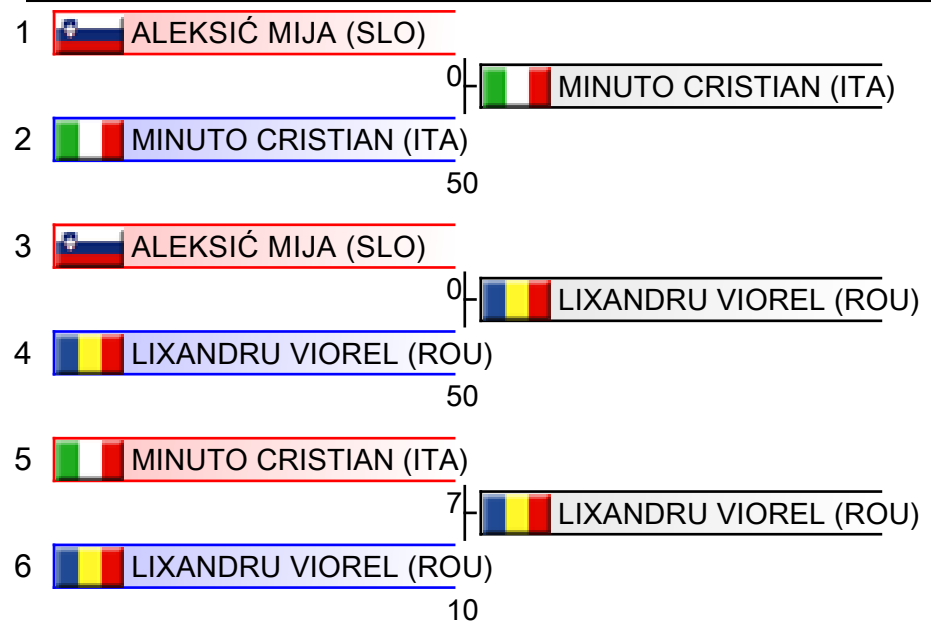 1 ALEKSIĆ MIJA (SLO)
0 MINUTO CRISTIAN (ITA)
2 MINUTO CRISTIAN (ITA)
50
3 ALEKSIĆ MIJA (SLO)
0 LIXANDRU VIOREL (ROU)
4 LIXANDRU VIOREL (ROU)
50
5 MINUTO CRISTIAN (ITA)
7 LIXANDRU VIOREL (ROU)
6 LIXANDRU VIOREL (ROU)
10